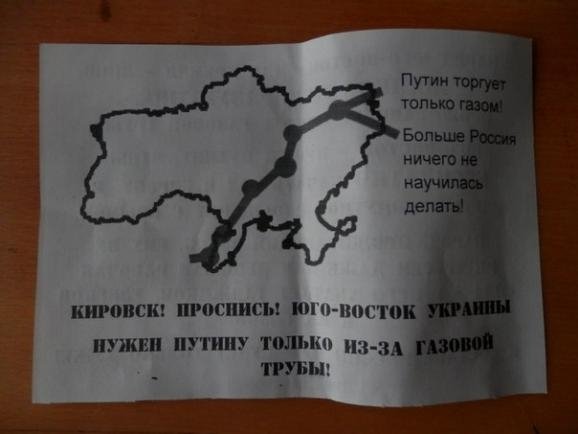 Путин торгует
только газом!
Больше Россия
ничего не
научилась
делать!
КИРОВСК! ПРОСНИСЬ! ЮГО-ВОСТОК УКРАИНЫ
НУЖЕН ПУТИНУ ТОЛЬКО ИЗ-ЗА ГАЗОВОЙ
ТРУБЫ!